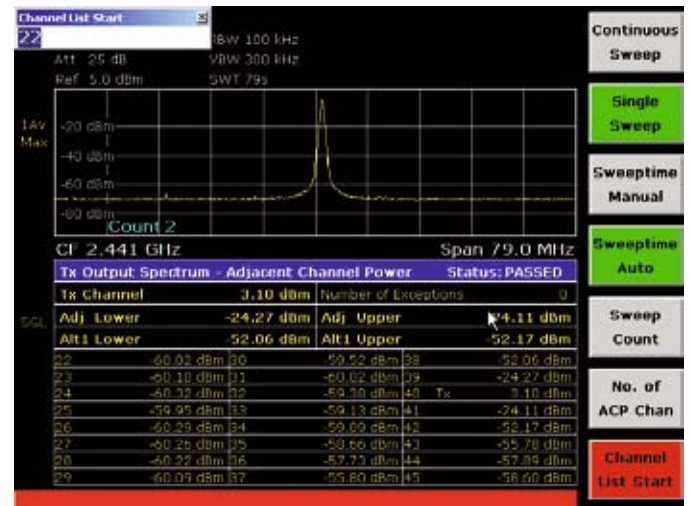 Channel List Start
22
RBW 100 kHz
Att 25 dB VBW 300 kHz
Ref 5.0 dBm SWT 79s
1AV
Max
-20 dBm
-40 dBm
-60 dBm
-80 dBm
Count 2
CF 2.441 GHz Span 79.0 MHz
Tx Output Spectrum - Adjacent Channel Power Status: PASSED
Tx Channel 3.10 dBm Number of Exceptions 0
SGL
Adj Lower -24.27 dBm Adj Upper 24.11 dBm
Alt1 Lower -52.06 dBm Alt1 Upper -52.17 dBm
22 -60.02 dBm 30 -59.52 dBm 38 -52.06 dBm
23 -60.10 dBm 31 -60.02 dBm 39 -24.27 dBm
24 -60.32 dBm 32 -59.38 dBm 40 Tx 3.10 dBm
25 -59.95 dBm 33 -59.13 dBm 41 -24.11 dBm
26 -60.29 dBm 34 -59.09 dBm 42 -52.17 dBm
27 -60.26 dBm 35 -58.66 dBm 43 -55.78 dBm
28 -60.22 dBm 36 -57.73 dBm 44 -57.89 dBm
29 -60.09 dBm 37 -55.80 dBm 45 -58.60 dBm
Continuous
Sweep
Single
Sweep
Sweeptime
Manual
Sweeptime
Auto
Sweep
Count
No. of
ACP Chan
Channel
List Start